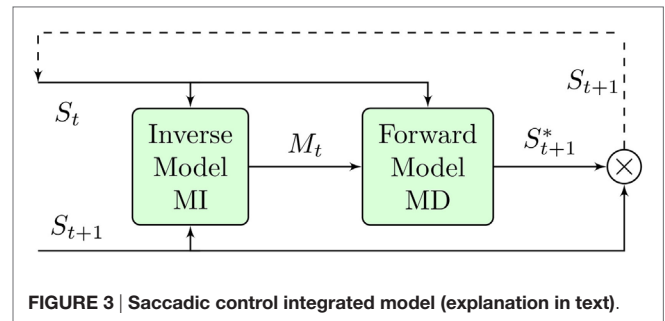 S_{t+1}
S_t
Inverse
Model
MI
M_t
Forward
Model
MD
S^*_{t+1}
S_{t+1}
FIGURE 3 | Saccadic control integrated model (explanation in text).